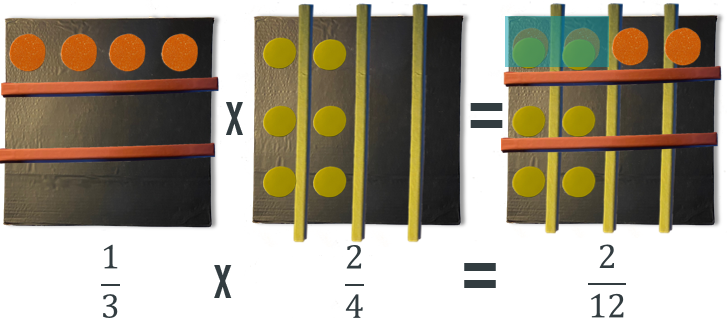 x =
1/3 x 2/4 = 2/12